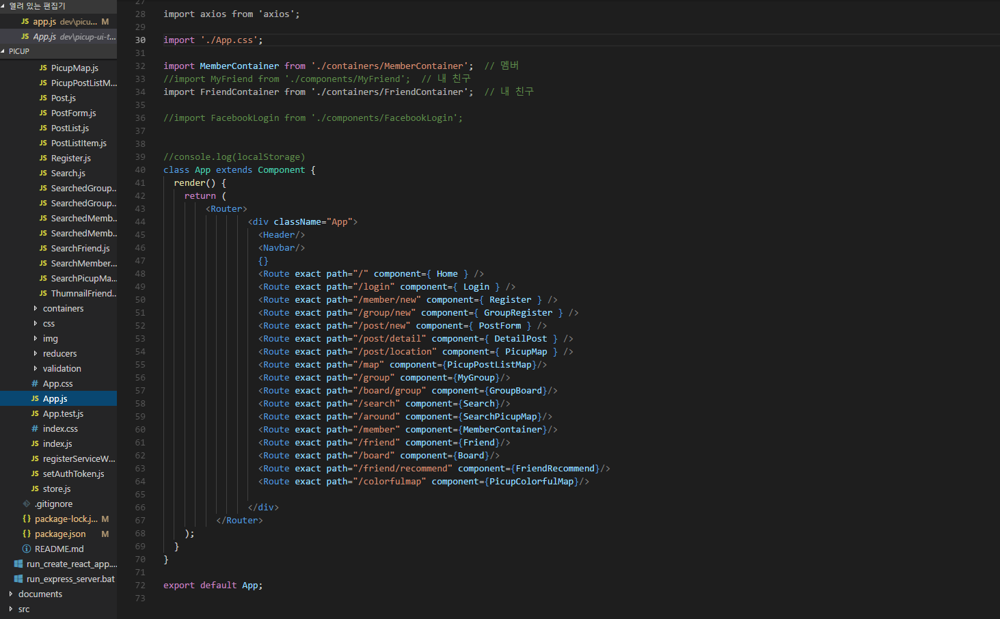 열려 있는 편집기
JS app.js dev\picu... M
JS App.js dev\picup-ui-t...
PICUP
JS PicupMap.js
JS PicupPostListM...
JS Post.js
JS PostForm.js
JS PostList.js
JS PostListItem.js
JS Register.js
JS Search.js
JS SearchedGroup...
JS SearchedGroup...
JS SearchedMemb...
JS SearchedMemb...
JS SearchFriend.js
JS SearchMember...
JS SearchPicupMa...
JS ThumnailFriend...
containers
css
img
reducers
validation
# App.css
JS App.js
JS App.test.js
# index.css
JS index.js
JS registerServiceW...
JS setAuthToken.js
JS store.js
.gitignore
{} package-lock.j... M
{} package.json M
README.md
run_create_react_app....
run_express_server.bat
documents
src
27
28 import axios from 'axios';
29
30 import './App.css';
31
32 import MemberContainer from './containers/MemberContainer';  // 멤버
33 //import MyFriend from './components/MyFriend';  // 내 친구
34 import FriendContainer from './containers/FriendContainer';  // 내 친구
35
36 //import FacebookLogin from './components/FacebookLogin';
37
38
39 //console.log(localStorage)
40 class App extends Component {
41 render() {
42 return (
43 <Router>
44 <div className="App">
45 <Header/>
46 <Navbar/>
47 {}
48 <Route exact path="/" component={ Home } />
49 <Route exact path="/login" component={ Login } />
50 <Route exact path="/member/new" component={ Register } />
51 <Route exact path="/group/new" component={ GroupRegister } />
52 <Route exact path="/post/new" component={ PostForm } />
53 <Route exact path="/post/detail" component={ DetailPost } />
54 <Route exact path="/post/location" component={ PicupMap } />
55 <Route exact path="/map" component={PicupPostListMap}/>
56 <Route exact path="/group" component={MyGroup}/>
57 <Route exact path="/board/group" component={GroupBoard}/>
58 <Route exact path="/search" component={Search}/>
59 <Route exact path="/around" component={SearchPicupMap}/>
60 <Route exact path="/member" component={MemberContainer}/>
61 <Route exact path="/friend" component={Friend}/>
62 <Route exact path="/board" component={Board}/>
63 <Route exact path="/friend/recommend" component={FriendRecommend}/>
64 <Route exact path="/colorfulmap" component={PicupColorfulMap}/>
65
66 </div>
67 </Router>
68 );
69 }
70 }
71
72 export default App;
73